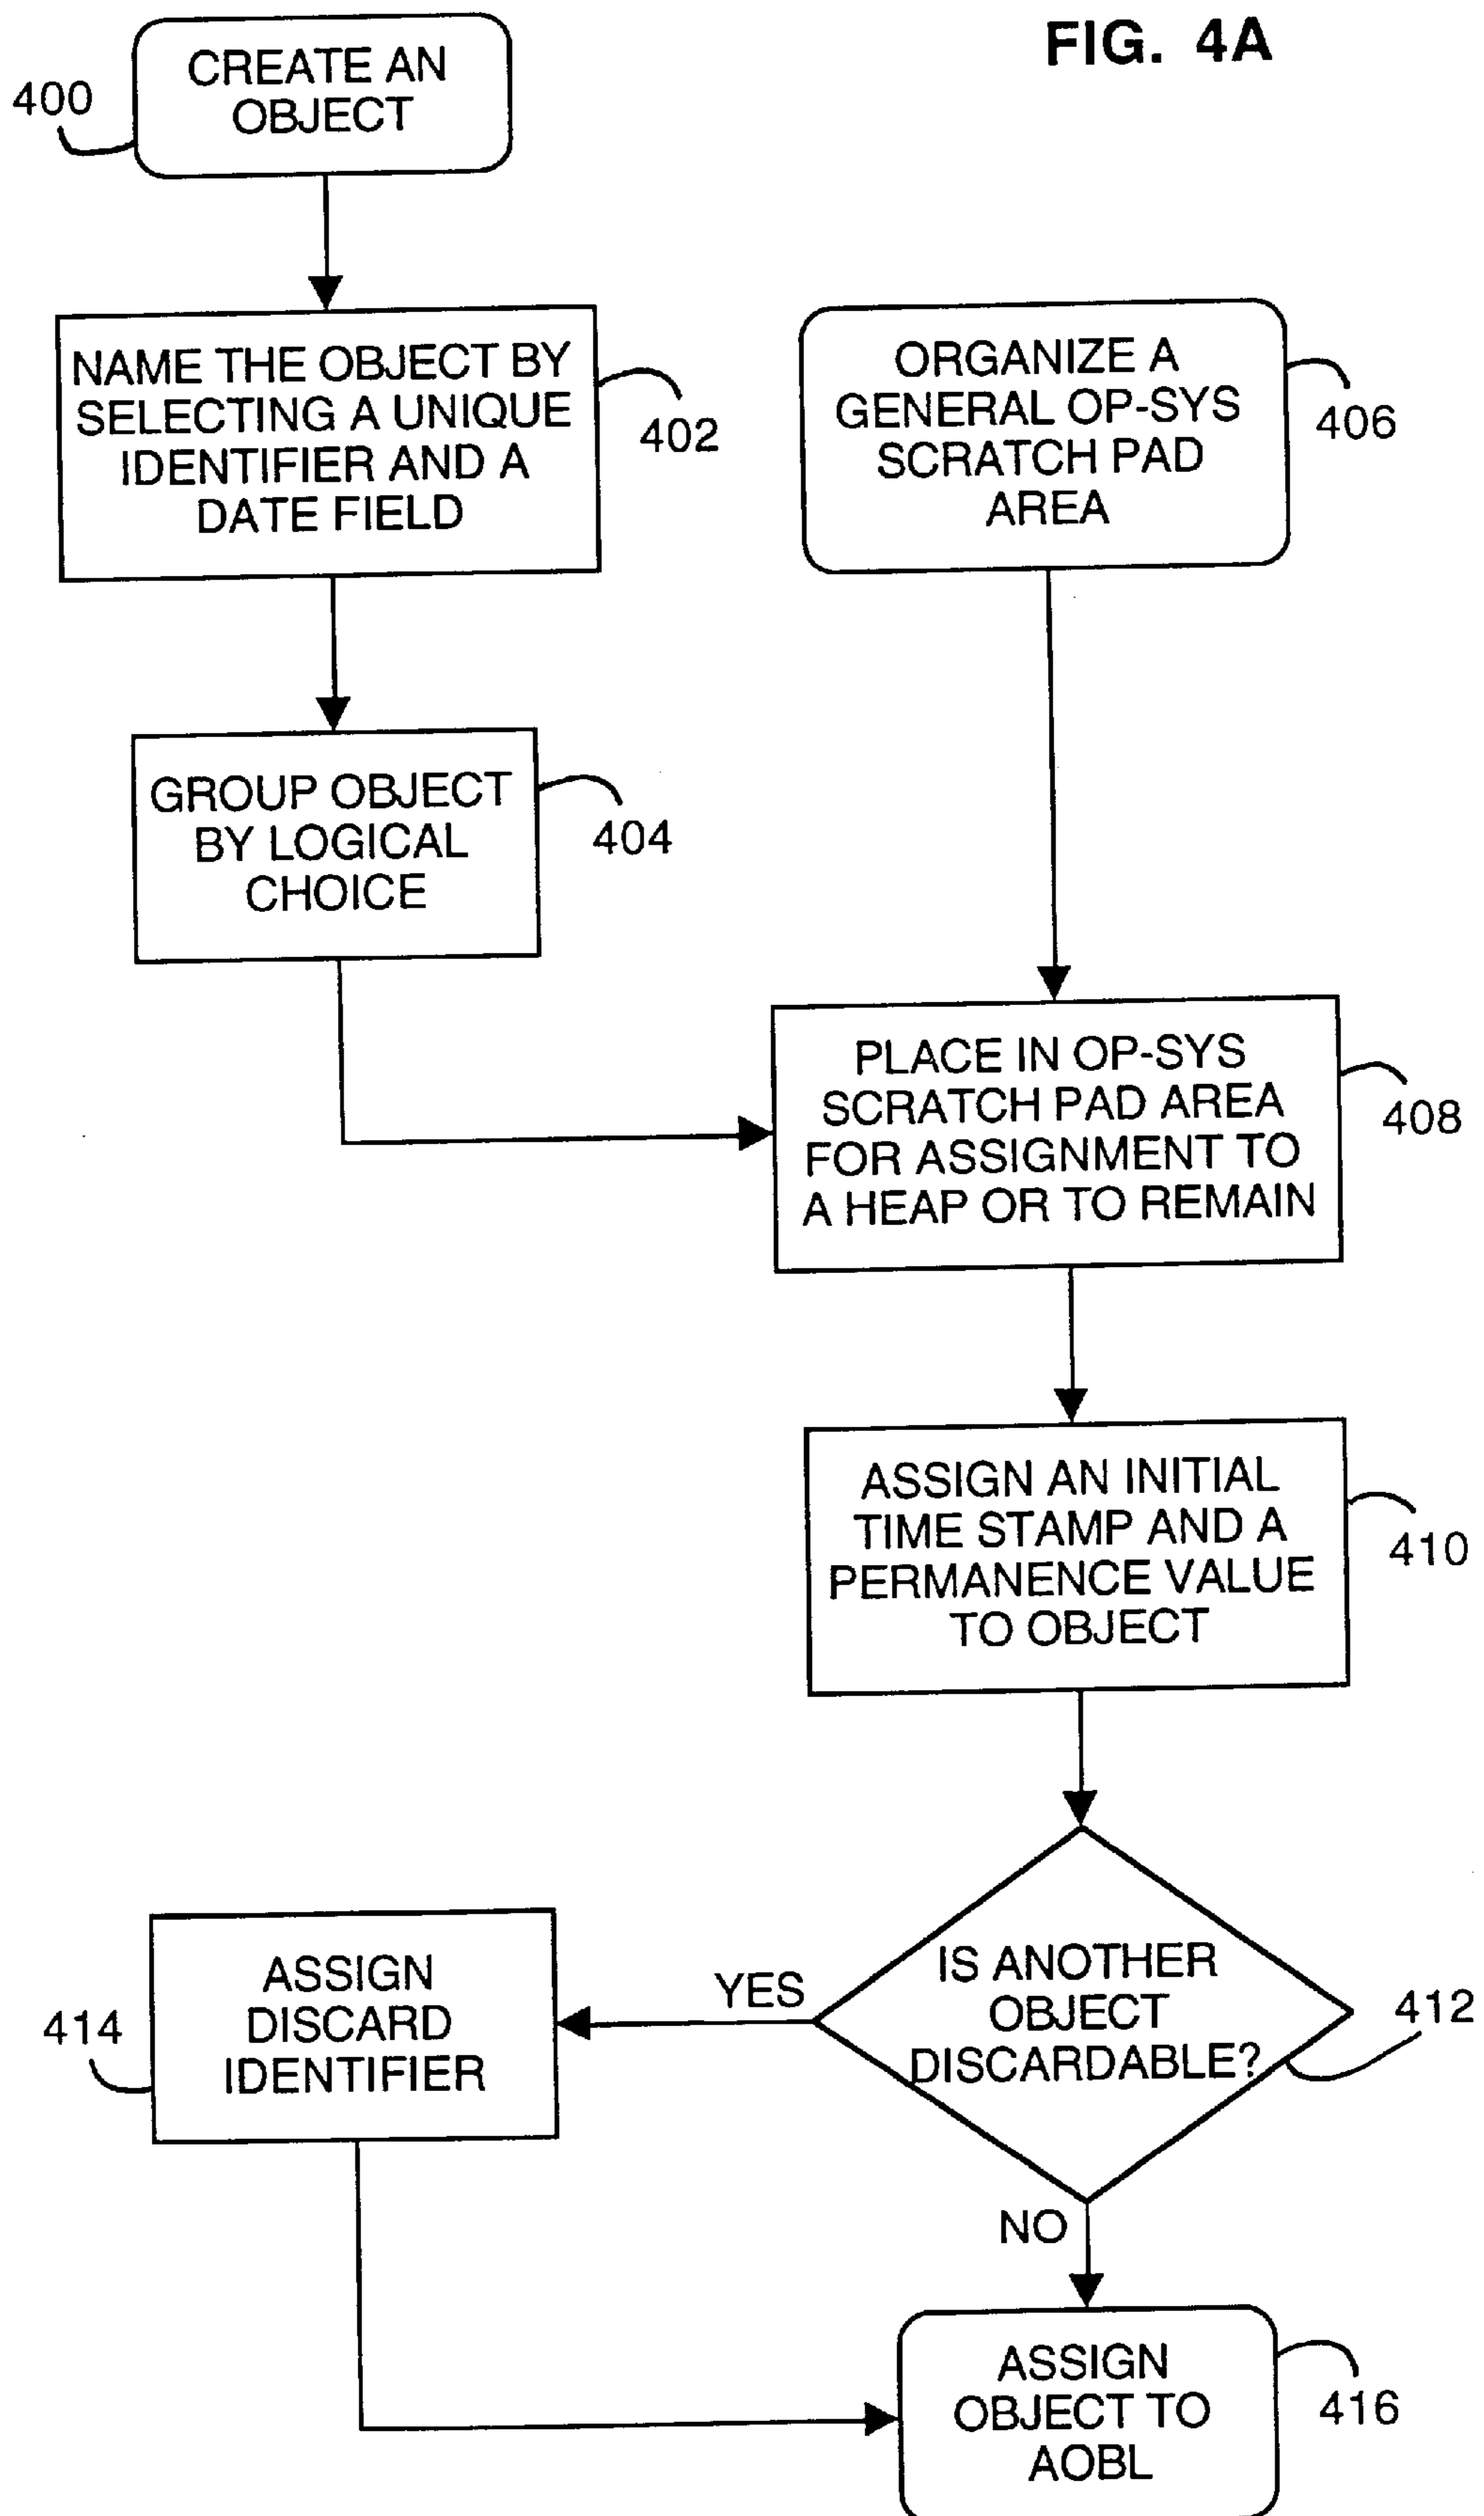 FIG. 4A
400
CREATE AN
OBJECT
NAME THE OBJECT BY
SELECTING A UNIQUE
IDENTIFIER AND A
DATE FIELD
402
ORGANIZE A
GENERAL OP-SYS
SCRATCH PAD
AREA
406
GROUP OBJECT
BY LOGICAL
CHOICE
404
PLACE IN OP-SYS
SCRATCH PAD AREA
FOR ASSIGNMENT TO
A HEAP OR TO REMAIN
408
ASSIGN AN INITIAL
TIME STAMP AND A
PERMANENCE VALUE
TO OBJECT
410
IS ANOTHER
OBJECT
DISCARDABLE?
412
YES
ASSIGN
DISCARD
IDENTIFIER
414
NO
ASSIGN
OBJECT TO
AOBL
416